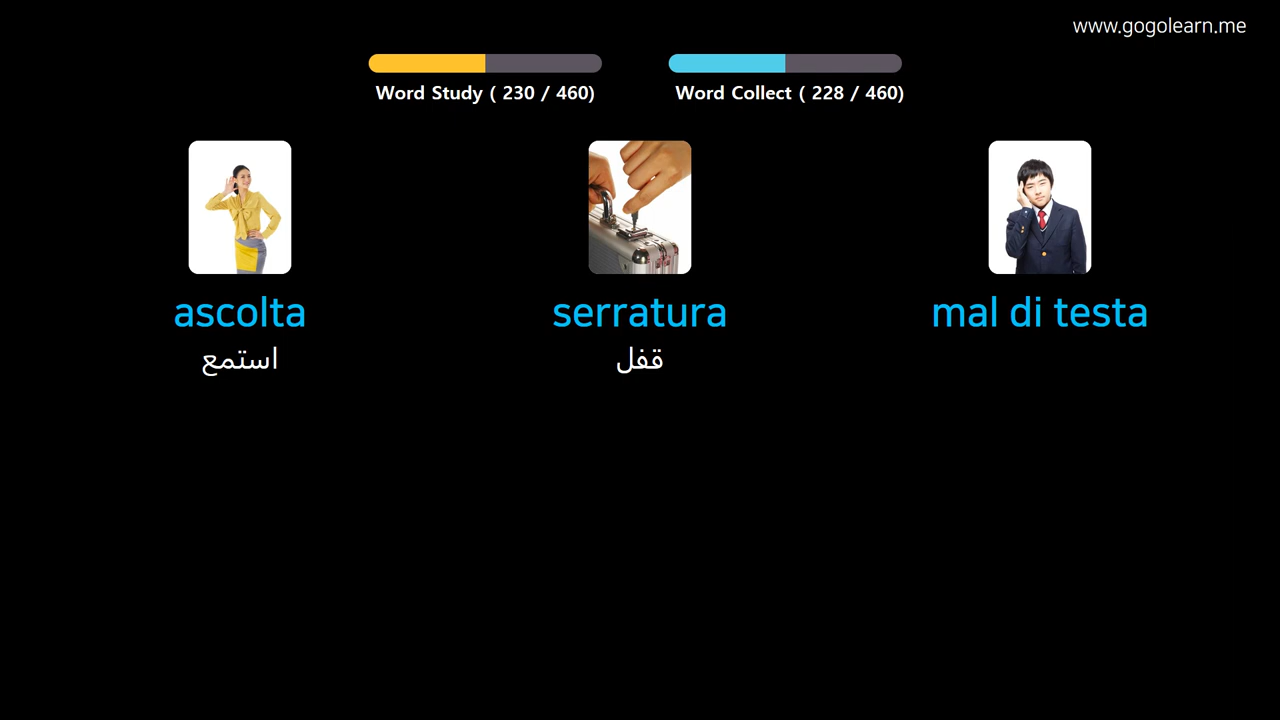 www.gogolearn.me
Word Study ( 230 / 460)
Word Collect ( 228 / 460)
ascolta
استمع
serratura
قفل
mal di testa